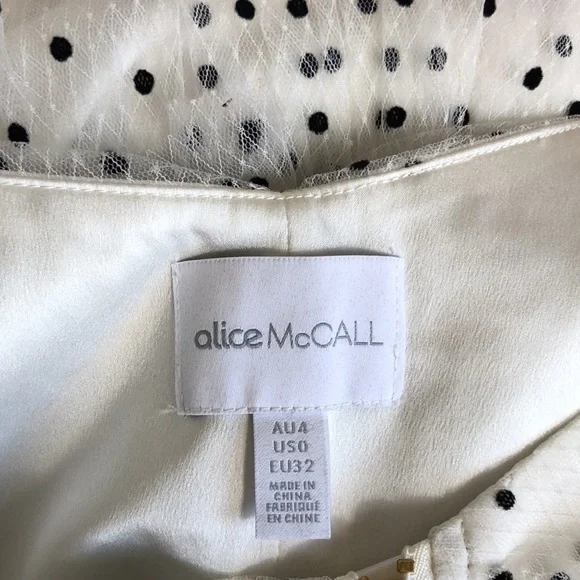 alice McCALL
AU4
US0
EU32
MADE IN
CHINA
FABRIQUÉ
EN CHINE